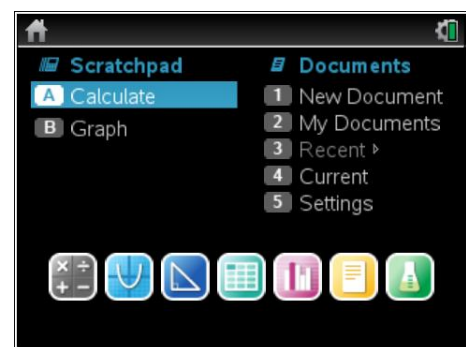 Scratchpad
A Calculate
B Graph
Documents
1 New Document
2 My Documents
3 Recent ▸
4 Current
5 Settings